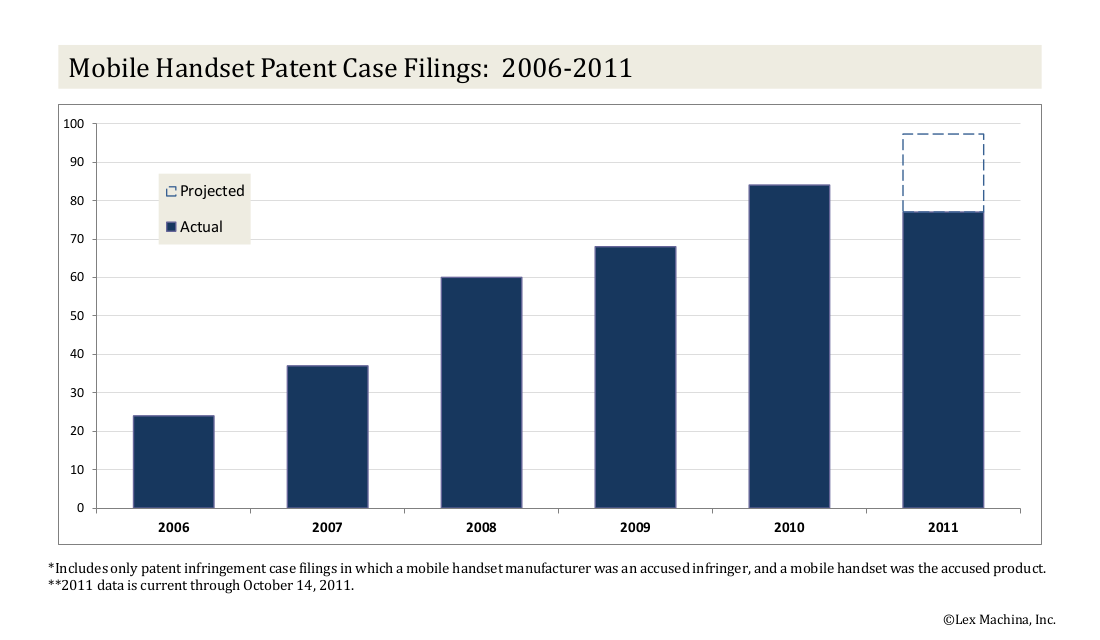 Mobile Handset Patent Case Filings: 2006-2011
100
90
80
70
60
50
40
30
20
10
0
Projected
Actual
2006 2007 2008 2009 2010 2011
*Includes only patent infringement case filings in which a mobile handset manufacturer was an accused infringer, and a mobile handset was the accused product.
**2011 data is current through October 14, 2011.
©Lex Machina, Inc.